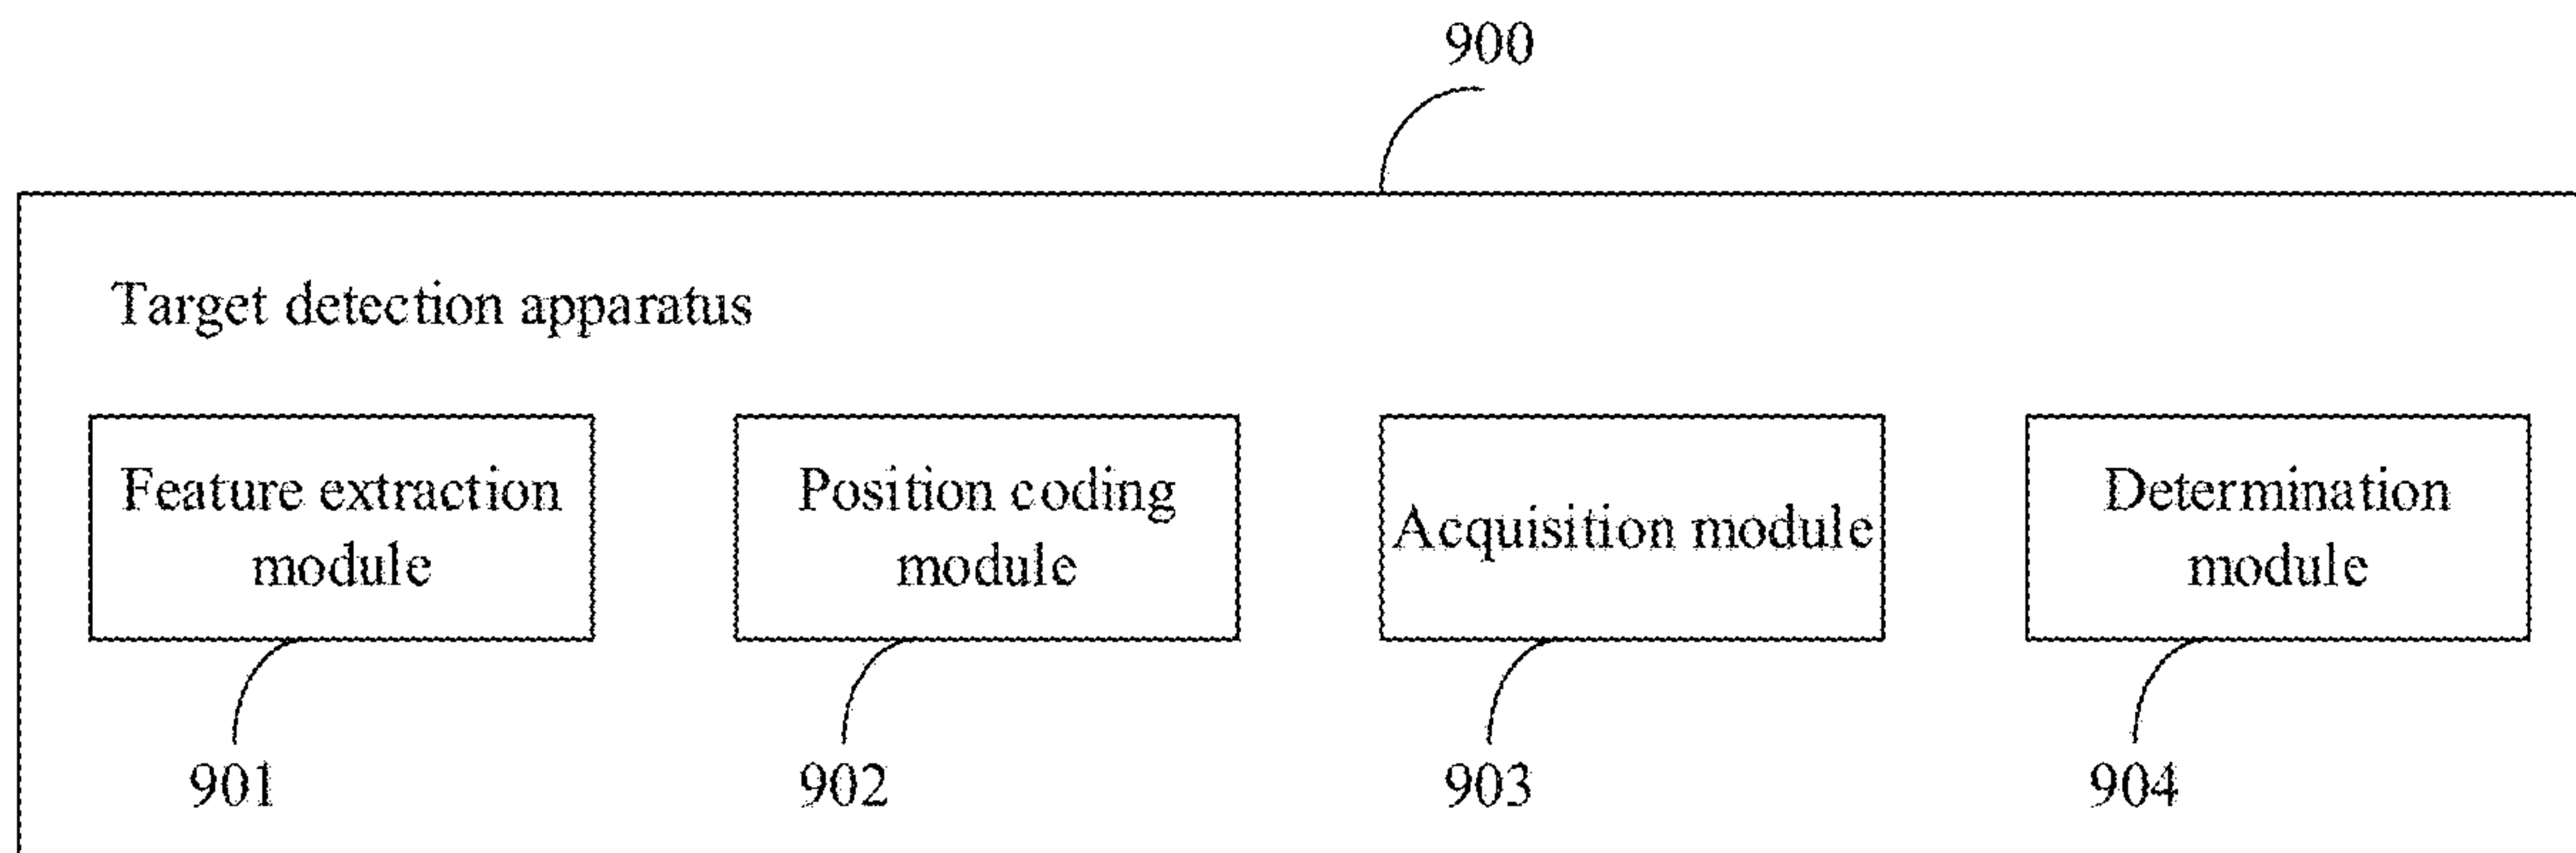 900
Target detection apparatus
Feature extraction
module
Position coding
module
Acquisition module
Determination
module
901
902
903
904